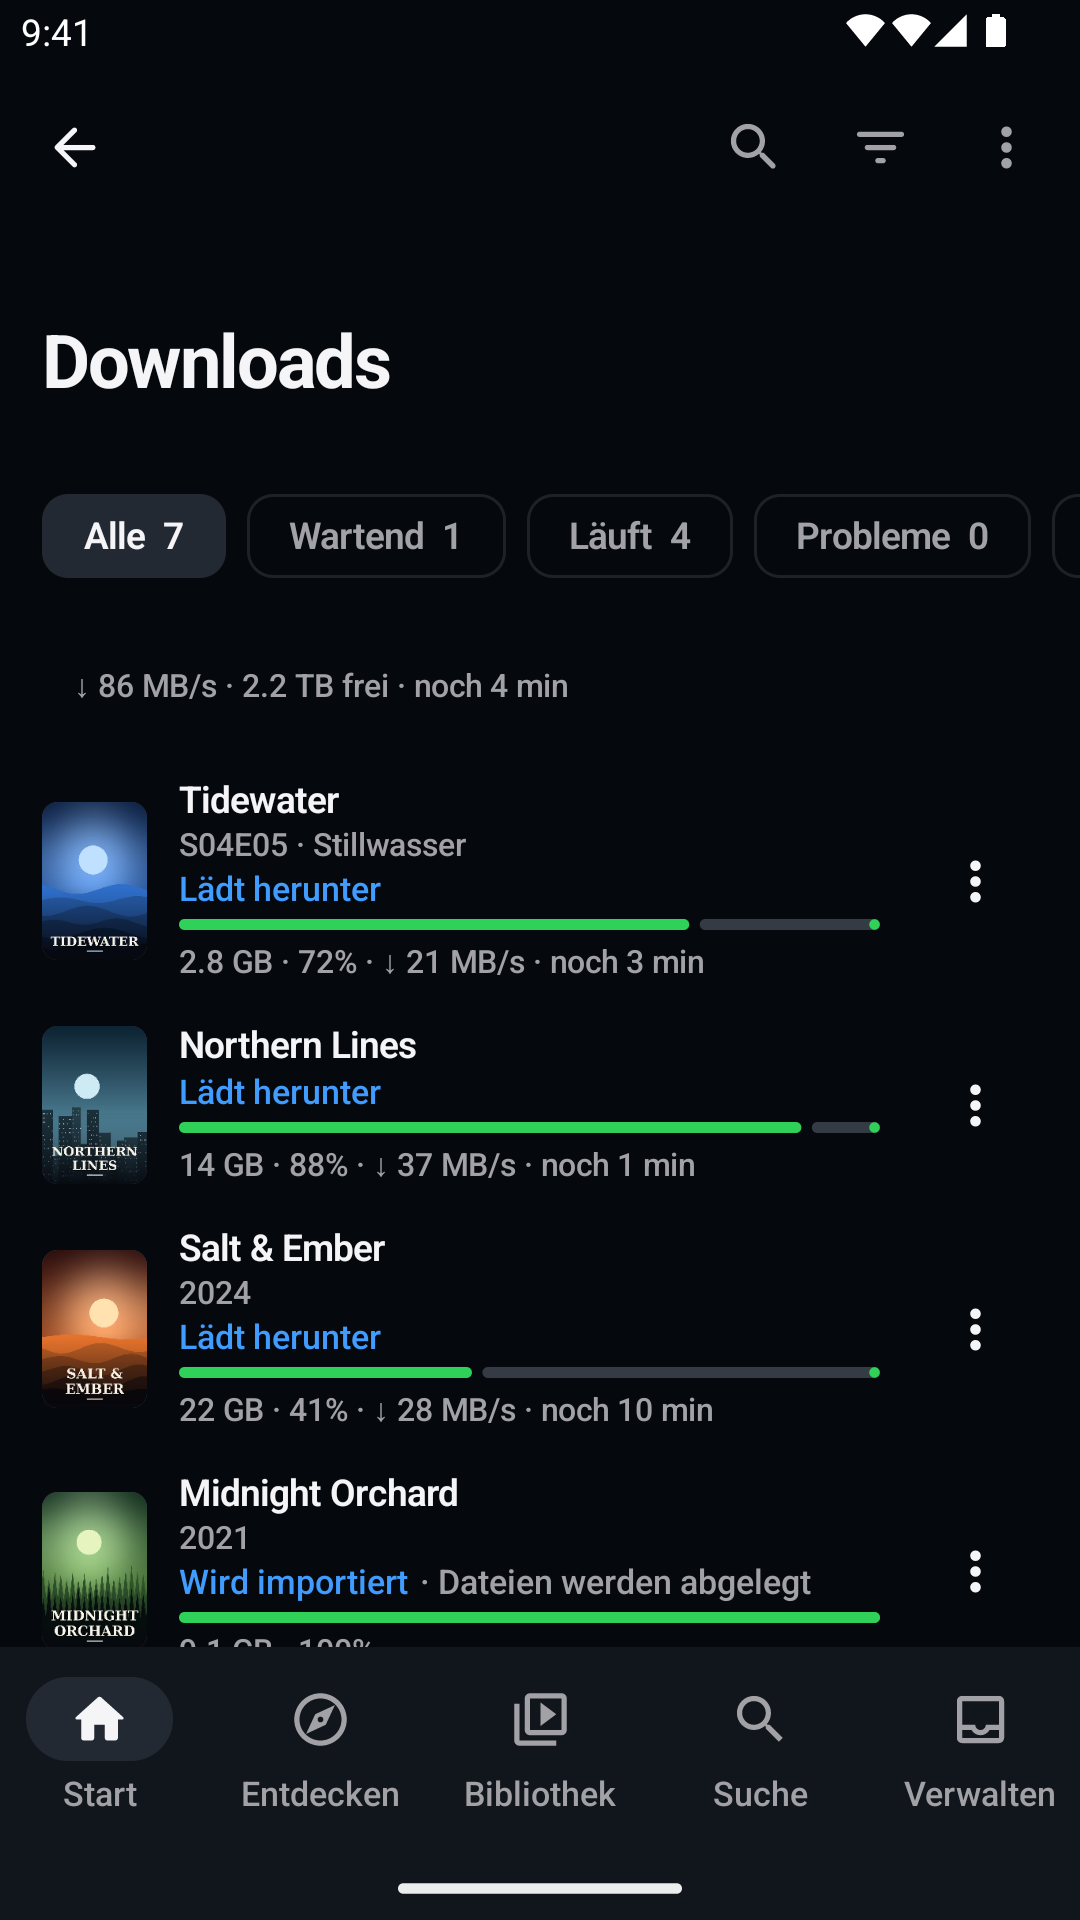 9:41
Downloads
Alle 7
Wartend 1
Läuft 4
Probleme 0
↓ 86 MB/s · 2.2 TB frei · noch 4 min
TIDEWATER
Tidewater
S04E05 · Stillwasser
Lädt herunter
2.8 GB · 72% · ↓ 21 MB/s · noch 3 min
NORTHERN
LINES
Northern Lines
Lädt herunter
14 GB · 88% · ↓ 37 MB/s · noch 1 min
SALT &
EMBER
Salt & Ember
2024
Lädt herunter
22 GB · 41% · ↓ 28 MB/s · noch 10 min
MIDNIGHT
ORCHARD
Midnight Orchard
2021
Wird importiert · Dateien werden abgelegt
Start
Entdecken
Bibliothek
Suche
Verwalten